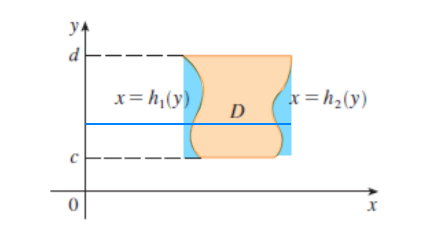 y
d
x = h₁(y) D x = h₂(y)
c
0 x